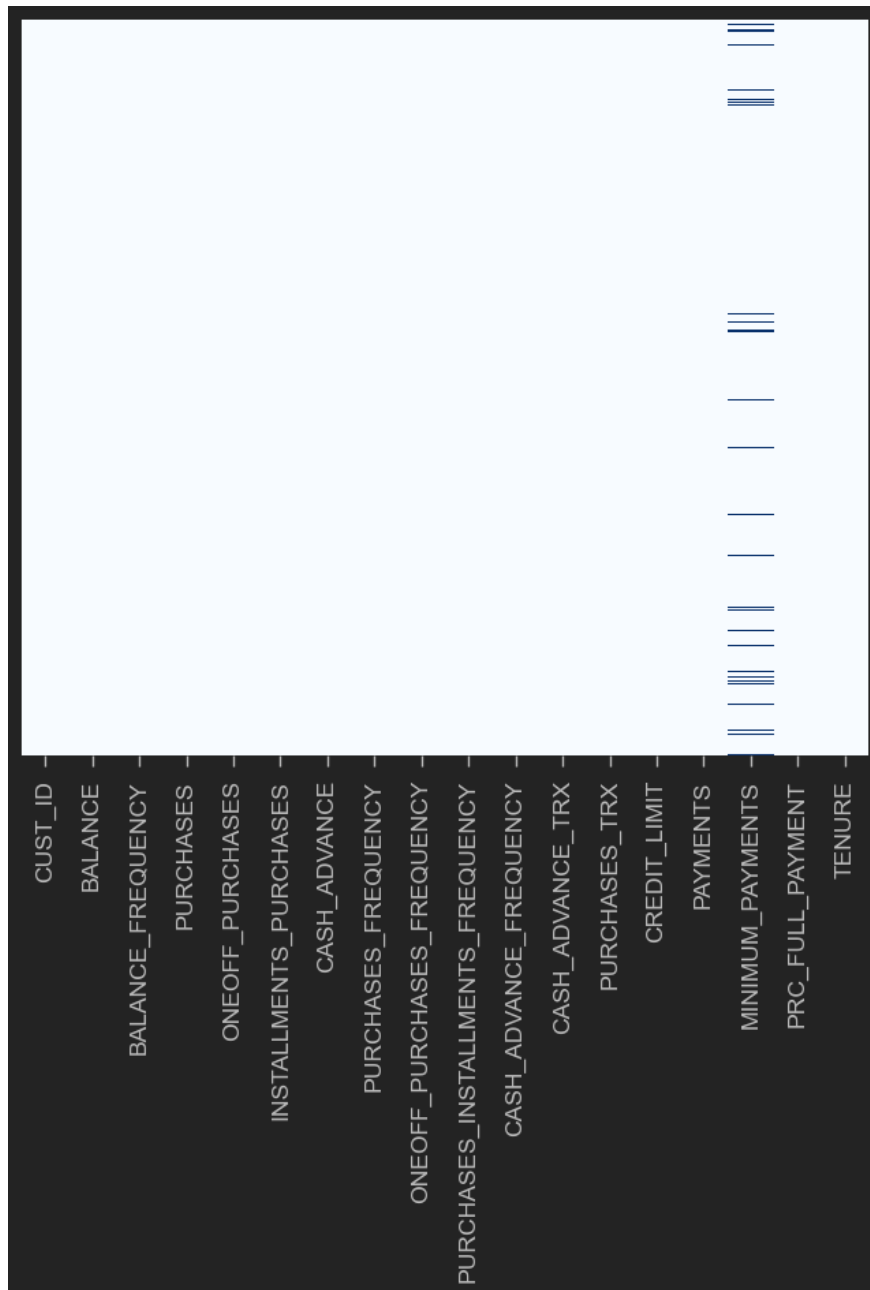 CUST_ID
BALANCE
BALANCE_FREQUENCY
PURCHASES
ONEOFF_PURCHASES
INSTALLMENTS_PURCHASES
CASH_ADVANCE
PURCHASES_FREQUENCY
ONEOFF_PURCHASES_FREQUENCY
PURCHASES_INSTALLMENTS_FREQUENCY
CASH_ADVANCE_FREQUENCY
CASH_ADVANCE_TRX
PURCHASES_TRX
CREDIT_LIMIT
PAYMENTS
MINIMUM_PAYMENTS
PRC_FULL_PAYMENT
TENURE